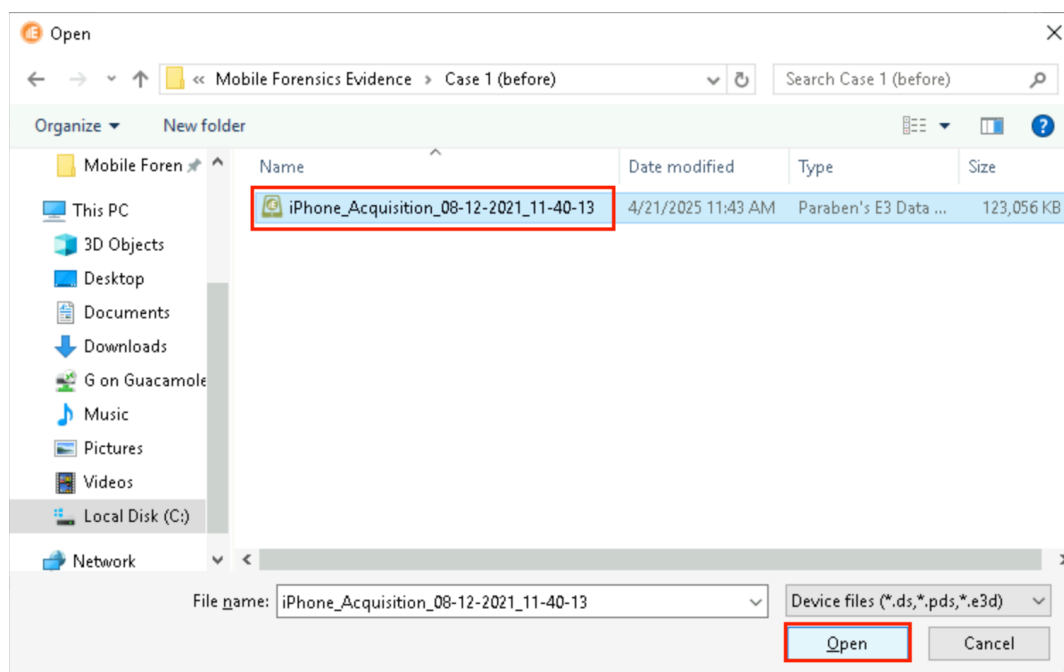 Open
« Mobile Forensics Evidence > Case 1 (before)
Search Case 1 (before)
Organize
New folder
Name
Date modified
Type
Size
iPhone_Acquisition_08-12-2021_11-40-13
4/21/2025 11:43 AM
Paraben's E3 Data ...
123,056 KB
Mobile Foren
This PC
3D Objects
Desktop
Documents
Downloads
G on Guacamole
Music
Pictures
Videos
Local Disk (C:)
Network
File name:
iPhone_Acquisition_08-12-2021_11-40-13
Device files (*.ds,*.pds,*.e3d)
Open
Cancel